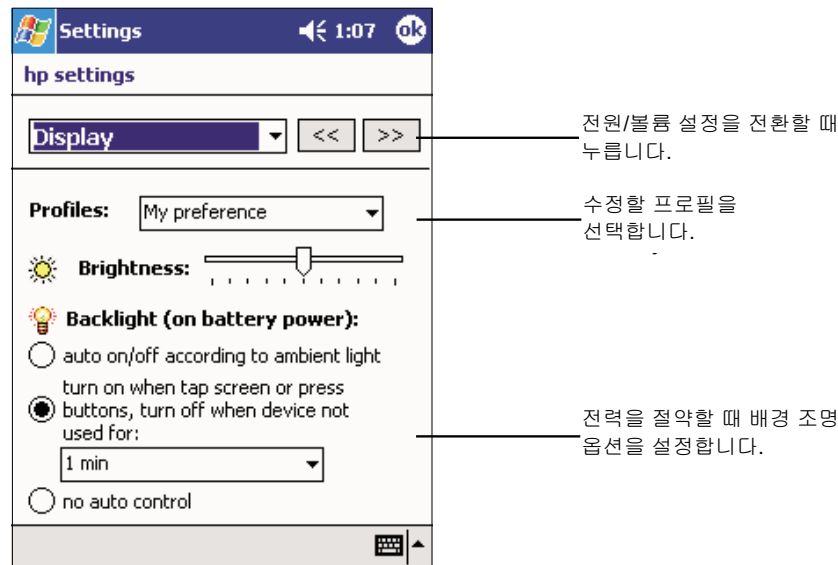 Settings 1:07 ok
hp settings
Display << >>
전원/볼륨 설정을 전환할 때
누릅니다.
Profiles: My preference
수정할 프로필을
선택합니다.
Brightness:
Backlight (on battery power):
auto on/off according to ambient light
turn on when tap screen or press
buttons, turn off when device not
used for:
1 min
전력을 절약할 때 배경 조명
옵션을 설정합니다.
no auto control